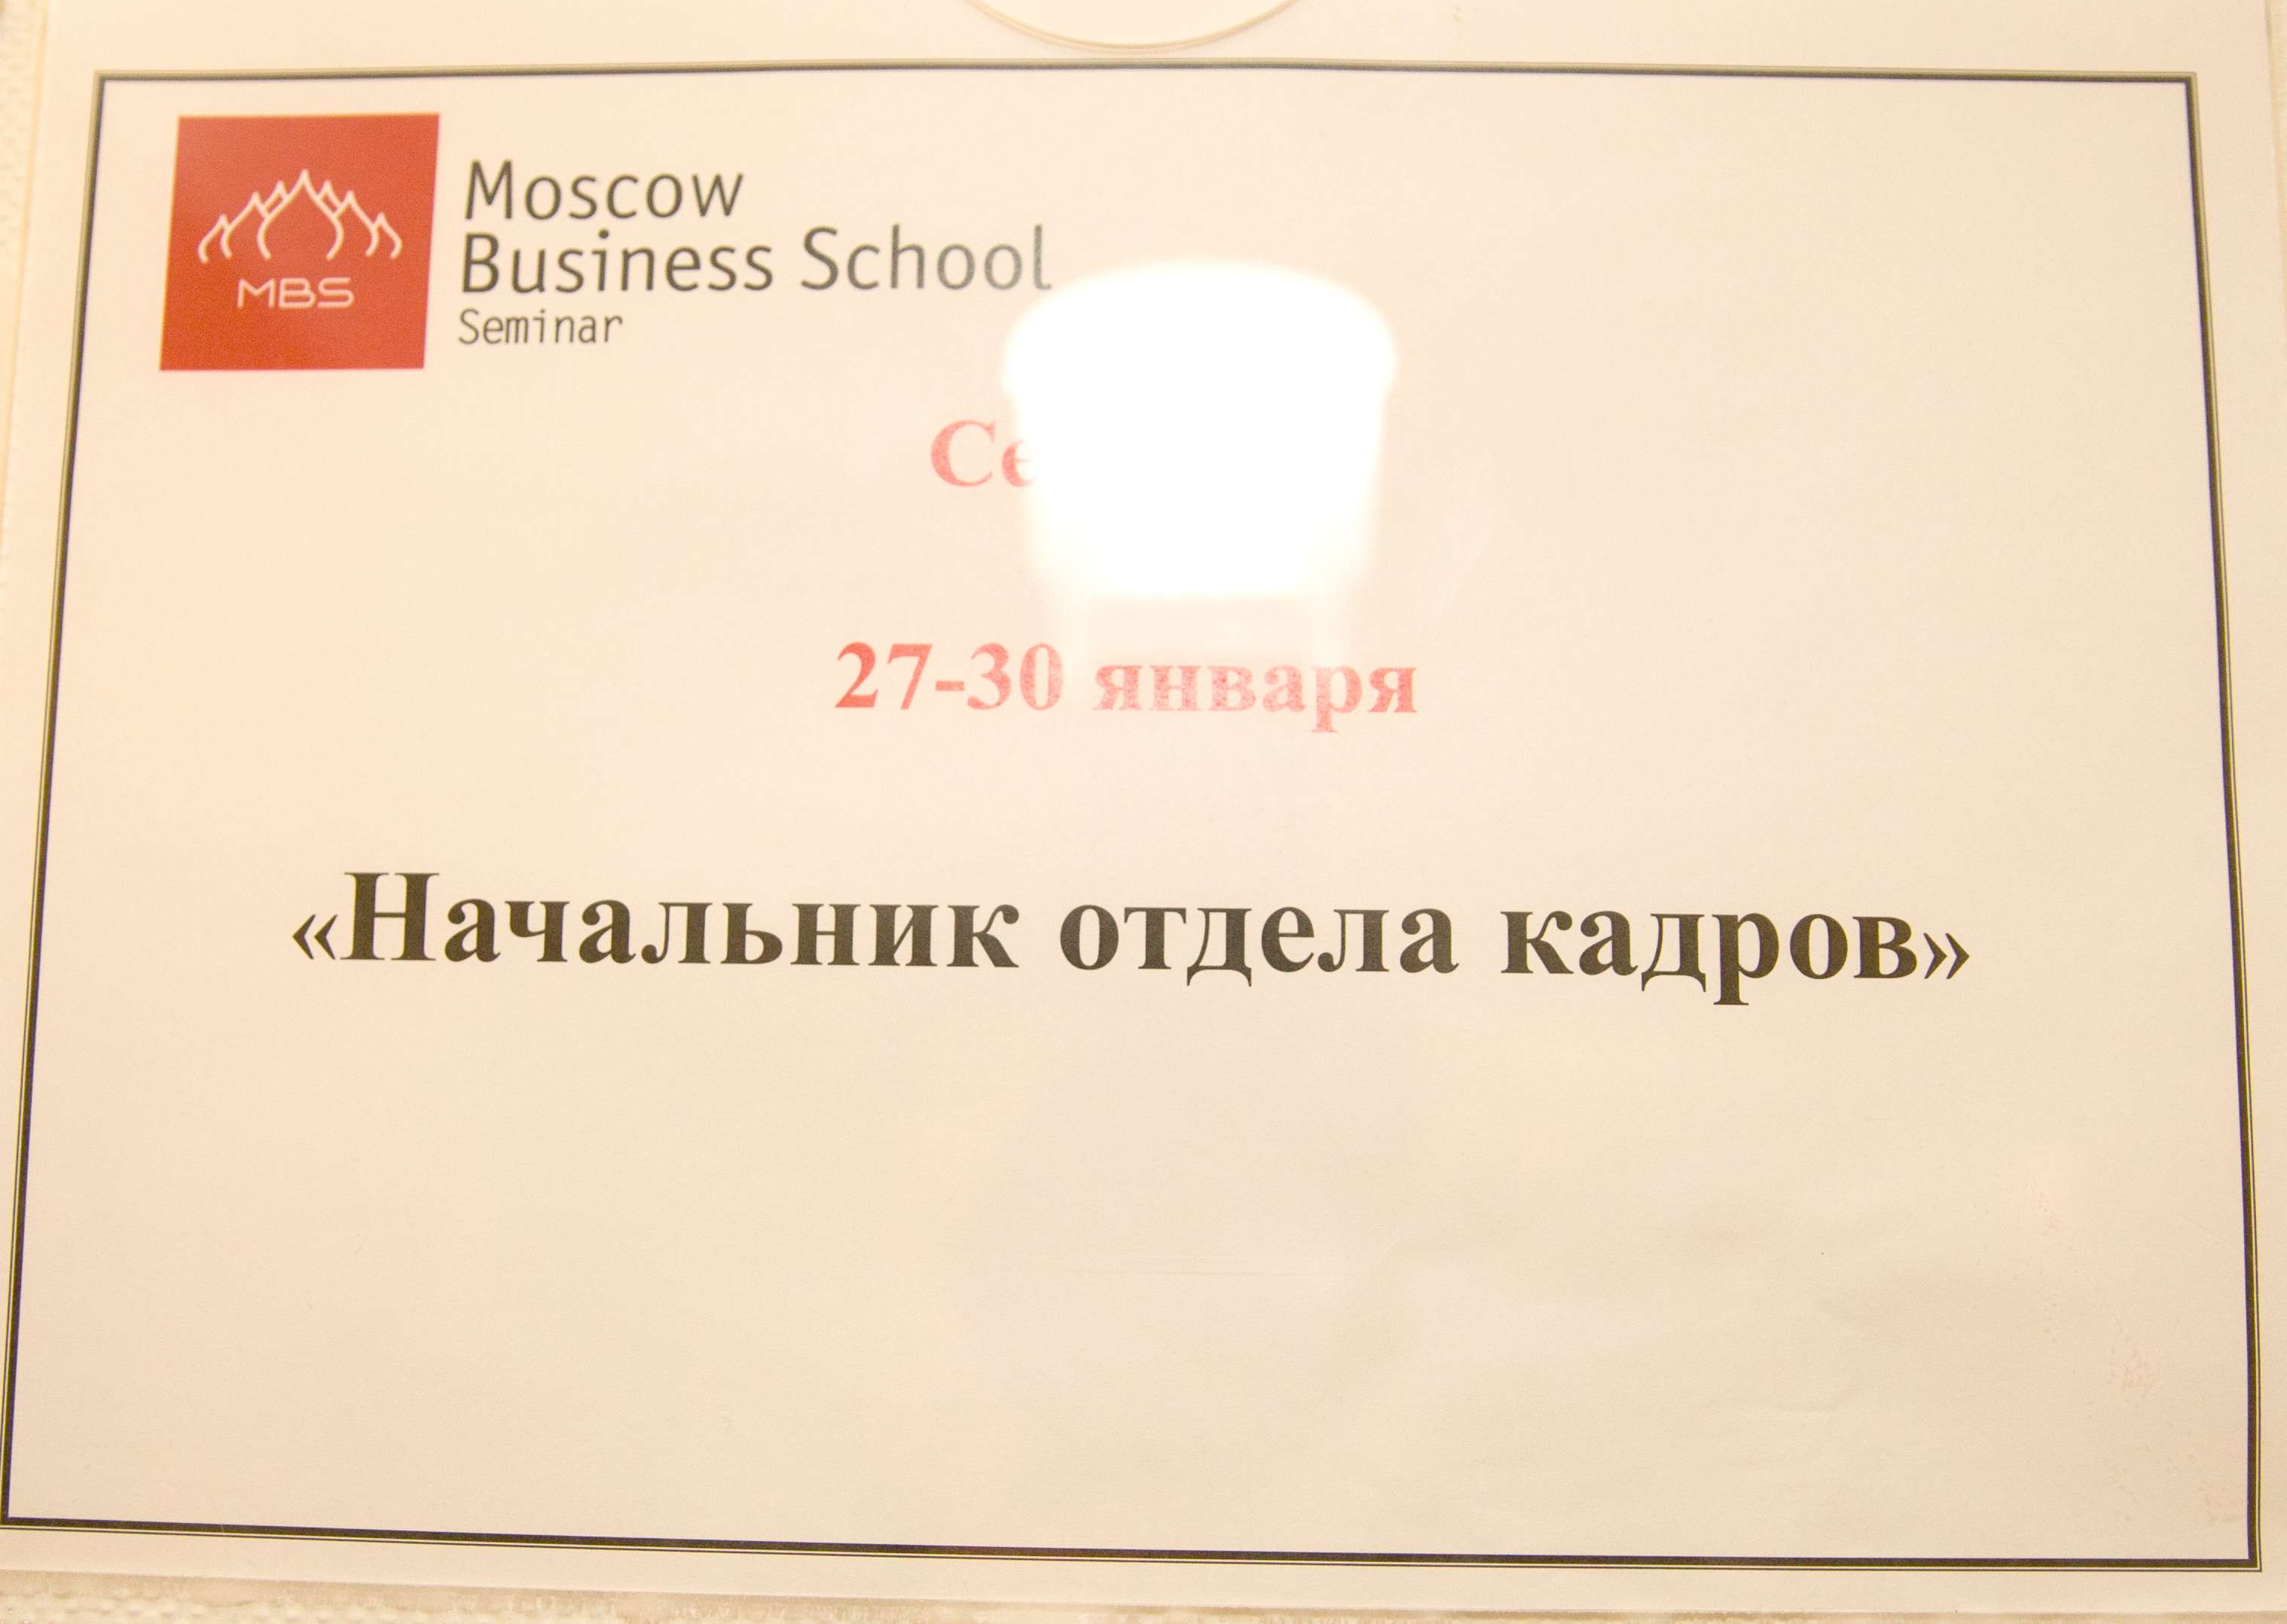 MBS
Moscow
Business School
Seminar
27-30 января
«Начальник отдела кадров»